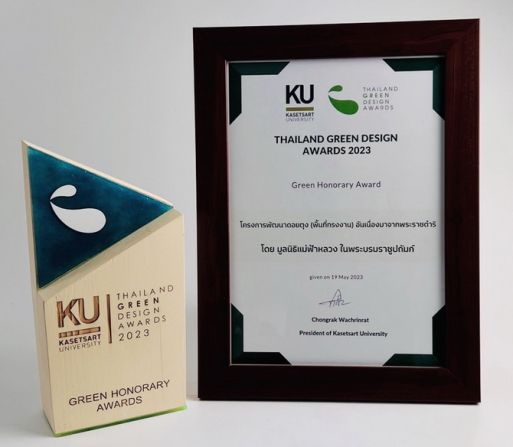 KU
KASETSART
UNIVERSITY
THAILAND
GREEN
DESIGN
AWARDS
2023
GREEN HONORARY
AWARDS
KU
KASETSART
UNIVERSITY
THAILAND
GREEN
DESIGN
AWARDS
THAILAND GREEN DESIGN
AWARDS 2023
Green Honorary Award
โครงการพัฒนาดอยตุง (พื้นที่ทรงงาน) อันเนื่องมาจากพระราชดำริ
โดย มูลนิธิแม่ฟ้าหลวง ในพระบรมราชูปถัมภ์
given on 19 May 2023
Chongrak Wachrinrat
President of Kasetsart University